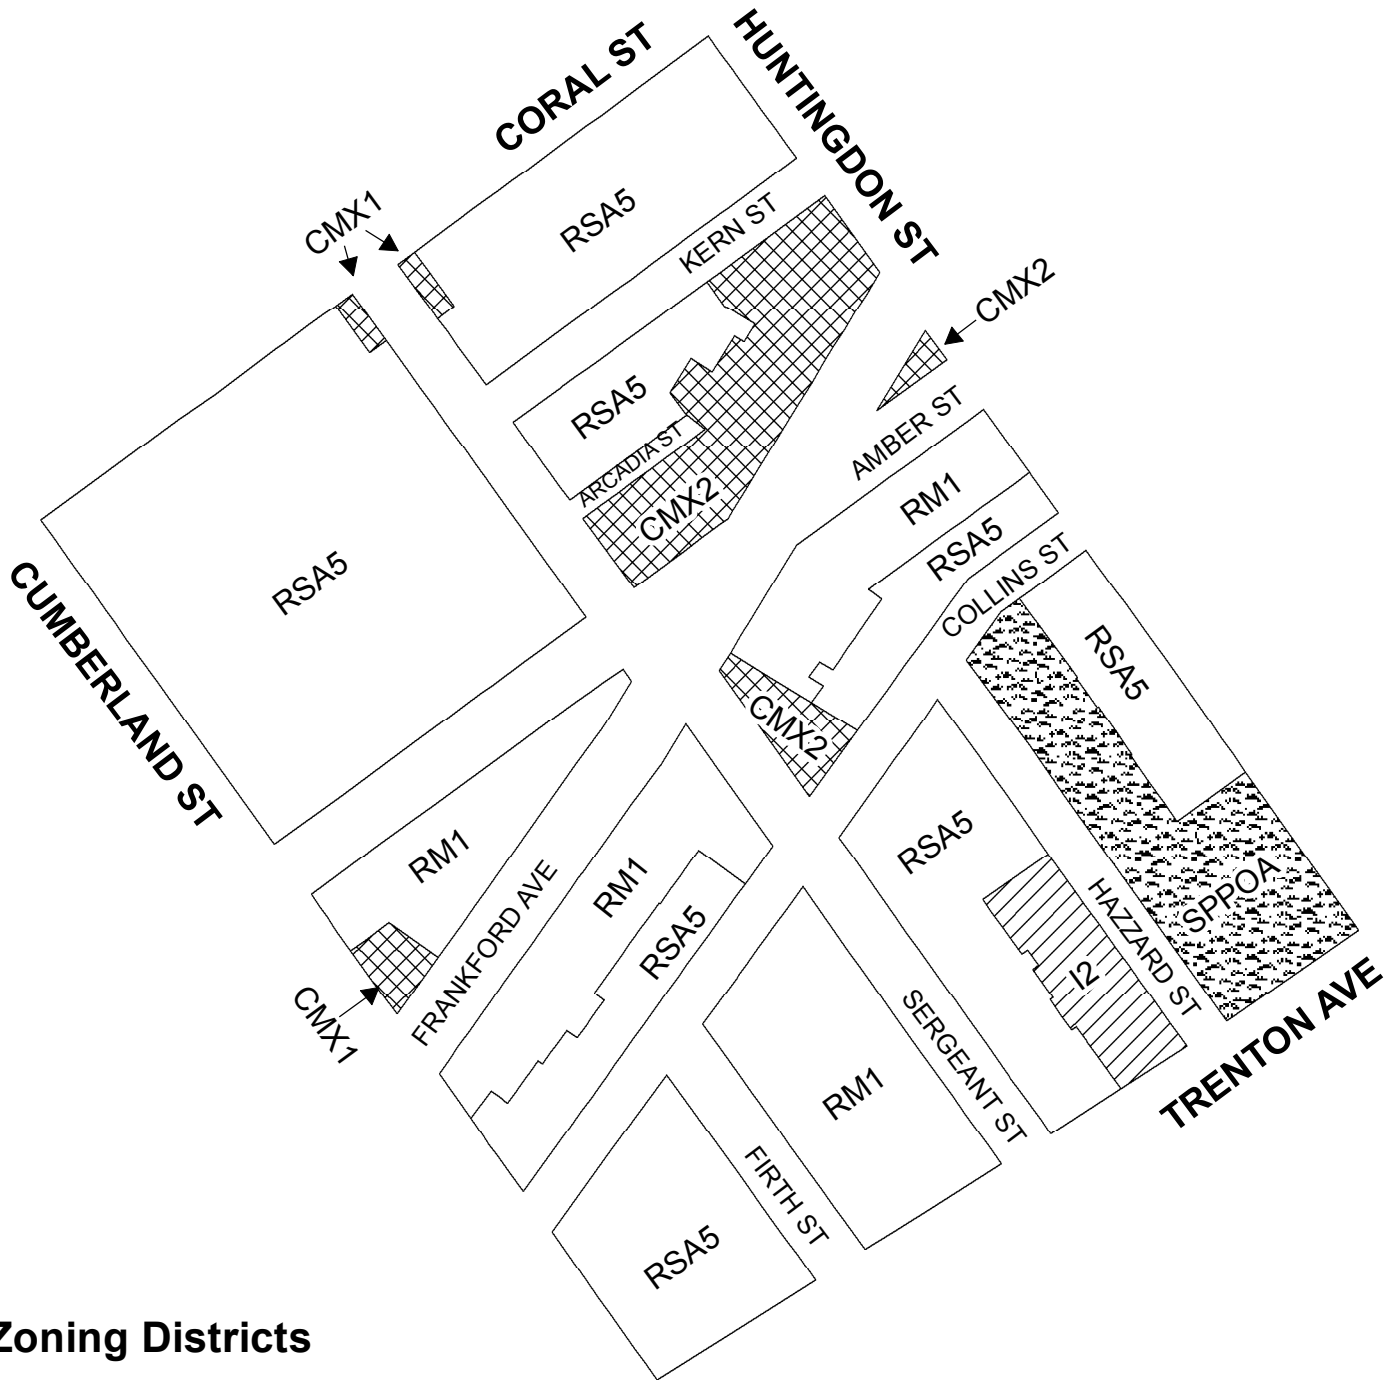 CORAL ST
HUNTINGDON ST
CMX1
RSA5
KERN ST
CMX2
RSA5
ARCADIA ST
CMX2
AMBER ST
RM1
RSA5
COLLINS ST
RSA5
CUMBERLAND ST
RSA5
CMX2
RSA5
RM1
FRANKFORD AVE
RM1
RSA5
HAZZARD ST
SPPOA
I2
CMX1
SERGEANT ST
TRENTON AVE
RM1
FIRTH ST
RSA5
Zoning Districts